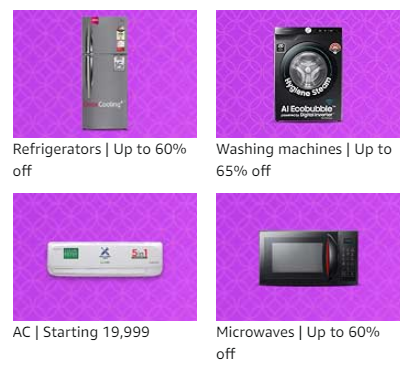 Cooling+
Refrigerators | Up to 60%
off
Hygiene Steam
AI Ecobubble™
powered by Digital Inverter
Washing machines | Up to
65% off
5in1
AC | Starting 19,999
Microwaves | Up to 60%
off